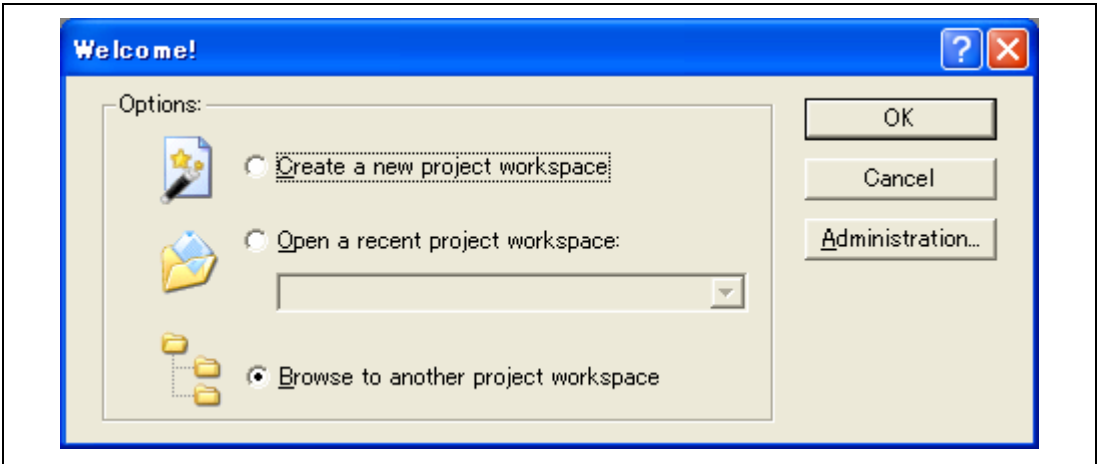 Welcome!
Options:
Create a new project workspace
Open a recent project workspace:
Browse to another project workspace
OK
Cancel
Administration...